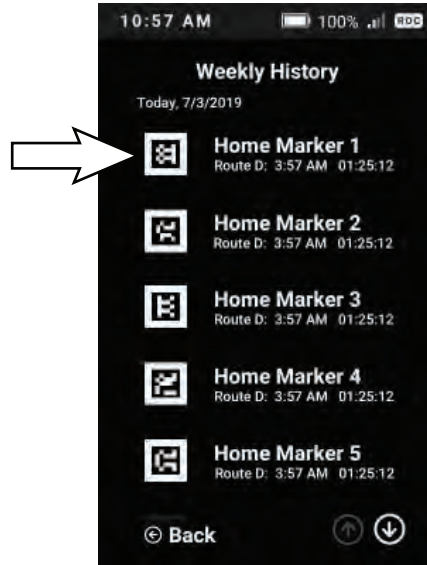 10:57 AM 100% RDC
Weekly History
Today, 7/3/2019
Home Marker 1
Route D: 3:57 AM 01:25:12
Home Marker 2
Route D: 3:57 AM 01:25:12
Home Marker 3
Route D: 3:57 AM 01:25:12
Home Marker 4
Route D: 3:57 AM 01:25:12
Home Marker 5
Route D: 3:57 AM 01:25:12
Back